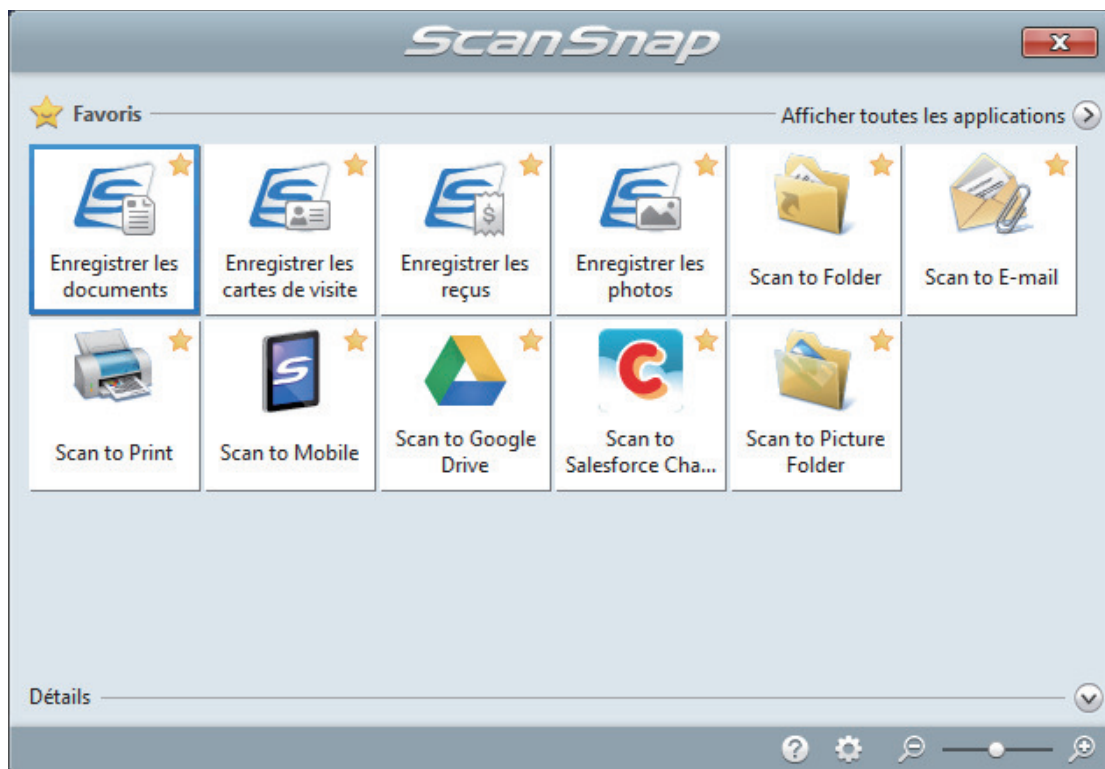 ScanSnap
Favoris
Afficher toutes les applications
Enregistrer les
documents
Enregistrer les
cartes de visite
Enregistrer les
reçus
Enregistrer les
photos
Scan to Folder
Scan to E-mail
Scan to Print
Scan to Mobile
Scan to Google
Drive
Scan to
Salesforce Cha...
Scan to Picture
Folder
Détails